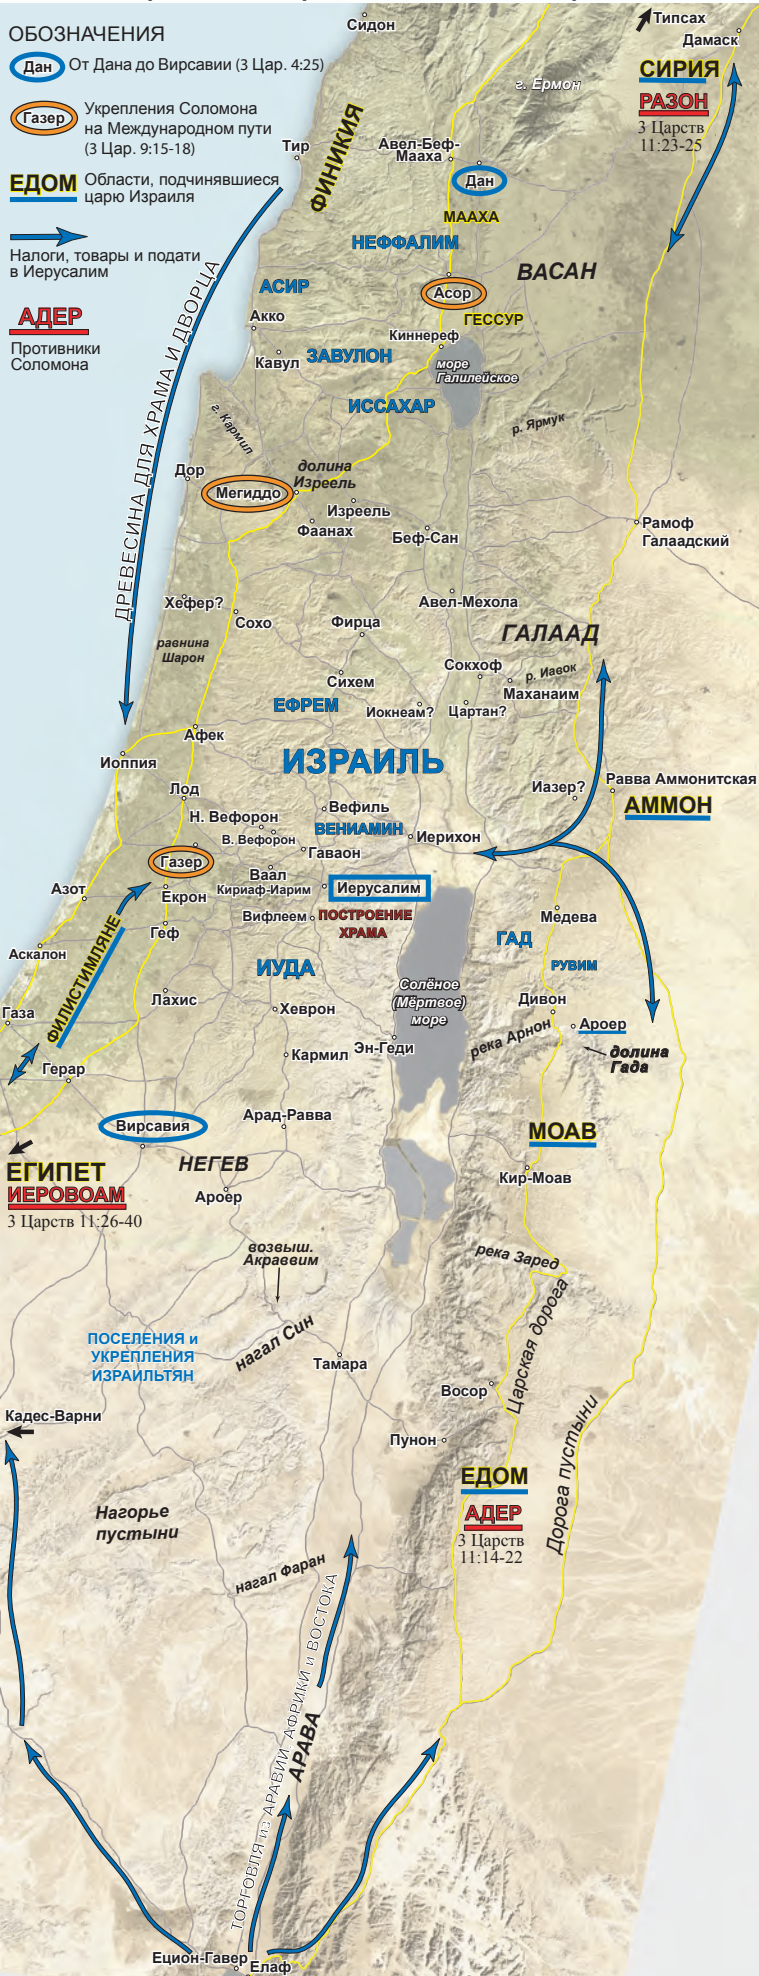 ОБОЗНАЧЕНИЯ
Дан
От Дана до Вирсавии (3 Цар. 4:25)
Газер
Укрепления Соломона
на Международном пути
(3 Цар. 9:15-18)
ЕДОМ
Области, подчинявшиеся
царю Израиля
Налоги, товары и подати
в Иерусалим
АДЕР
Противники
Соломона
Сидон
Типсах
Дамаск
СИРИЯ
РАЗОН
3 Царств
11:23-25
г. Ермон
ФИНИКИЯ
Тир
Авел-Беф-
Мааха
Дан
МААХА
НЕФФАЛИМ
ВАСАН
АСИР
Асор
ГЕССУР
Акко
Киннереф
Кавул
ЗАВУЛОН
море
Галилейское
ИССАХАР
г. Кармил
р. Ярмук
ДРЕВЕСИНА ДЛЯ ХРАМА И ДВОРЦА
Дор
Мегиддо
долина
Изреель
Изреель
Фаанах
Беф-Сан
Рамоф
Галаадский
Хефер?
Сохо
Авел-Мехола
Фирца
ГАЛААД
равнина
Шарон
Сокхоф
р. Иавок
Маханаим
Сихем
ЕФРЕМ
Иокнеам?
Цартан?
Афек
ИЗРАИЛЬ
Иоппия
Лод
Иазер?
Равва Аммонитская
АММОН
Вефиль
Н. Вефорон
ВЕНИАМИН
Иерихон
В. Вефорон
Гаваон
Газер
Ваал
Кириаф-Иарим
Иерусалим
Азот
Екрон
Вифлеем
ПОСТРОЕНИЕ
ХРАМА
Медева
Геф
ФИЛИСТИМЛЯНЕ
Аскалон
ГАД
РУВИМ
ИУДА
Солёное
(Мёртвое)
море
Лахис
Хеврон
Дивон
Газа
Ароер
река Арнон
Эн-Геди
Кармил
долина
Гада
Герар
Вирсавия
Арад-Равва
МОАВ
ЕГИПЕТ
ИЕРОВОАМ
3 Царств 11:26-40
НЕГЕВ
Ароер
Кир-Моав
возвыш.
Акраввим
река Заред
ПОСЕЛЕНИЯ и
УКРЕПЛЕНИЯ
ИЗРАИЛЬТЯН
нагал Син
Тамара
Царская дорога
Восор
Кадес-Варни
Пунон
Дорога пустыни
ЕДОМ
АДЕР
3 Царств
11:14-22
Нагорье
пустыни
нагал Фаран
ТОРГОВЛЯ из АРАВИИ, АФРИКИ и ВОСТОКА
АРАВА
Ецион-Гавер
Елаф